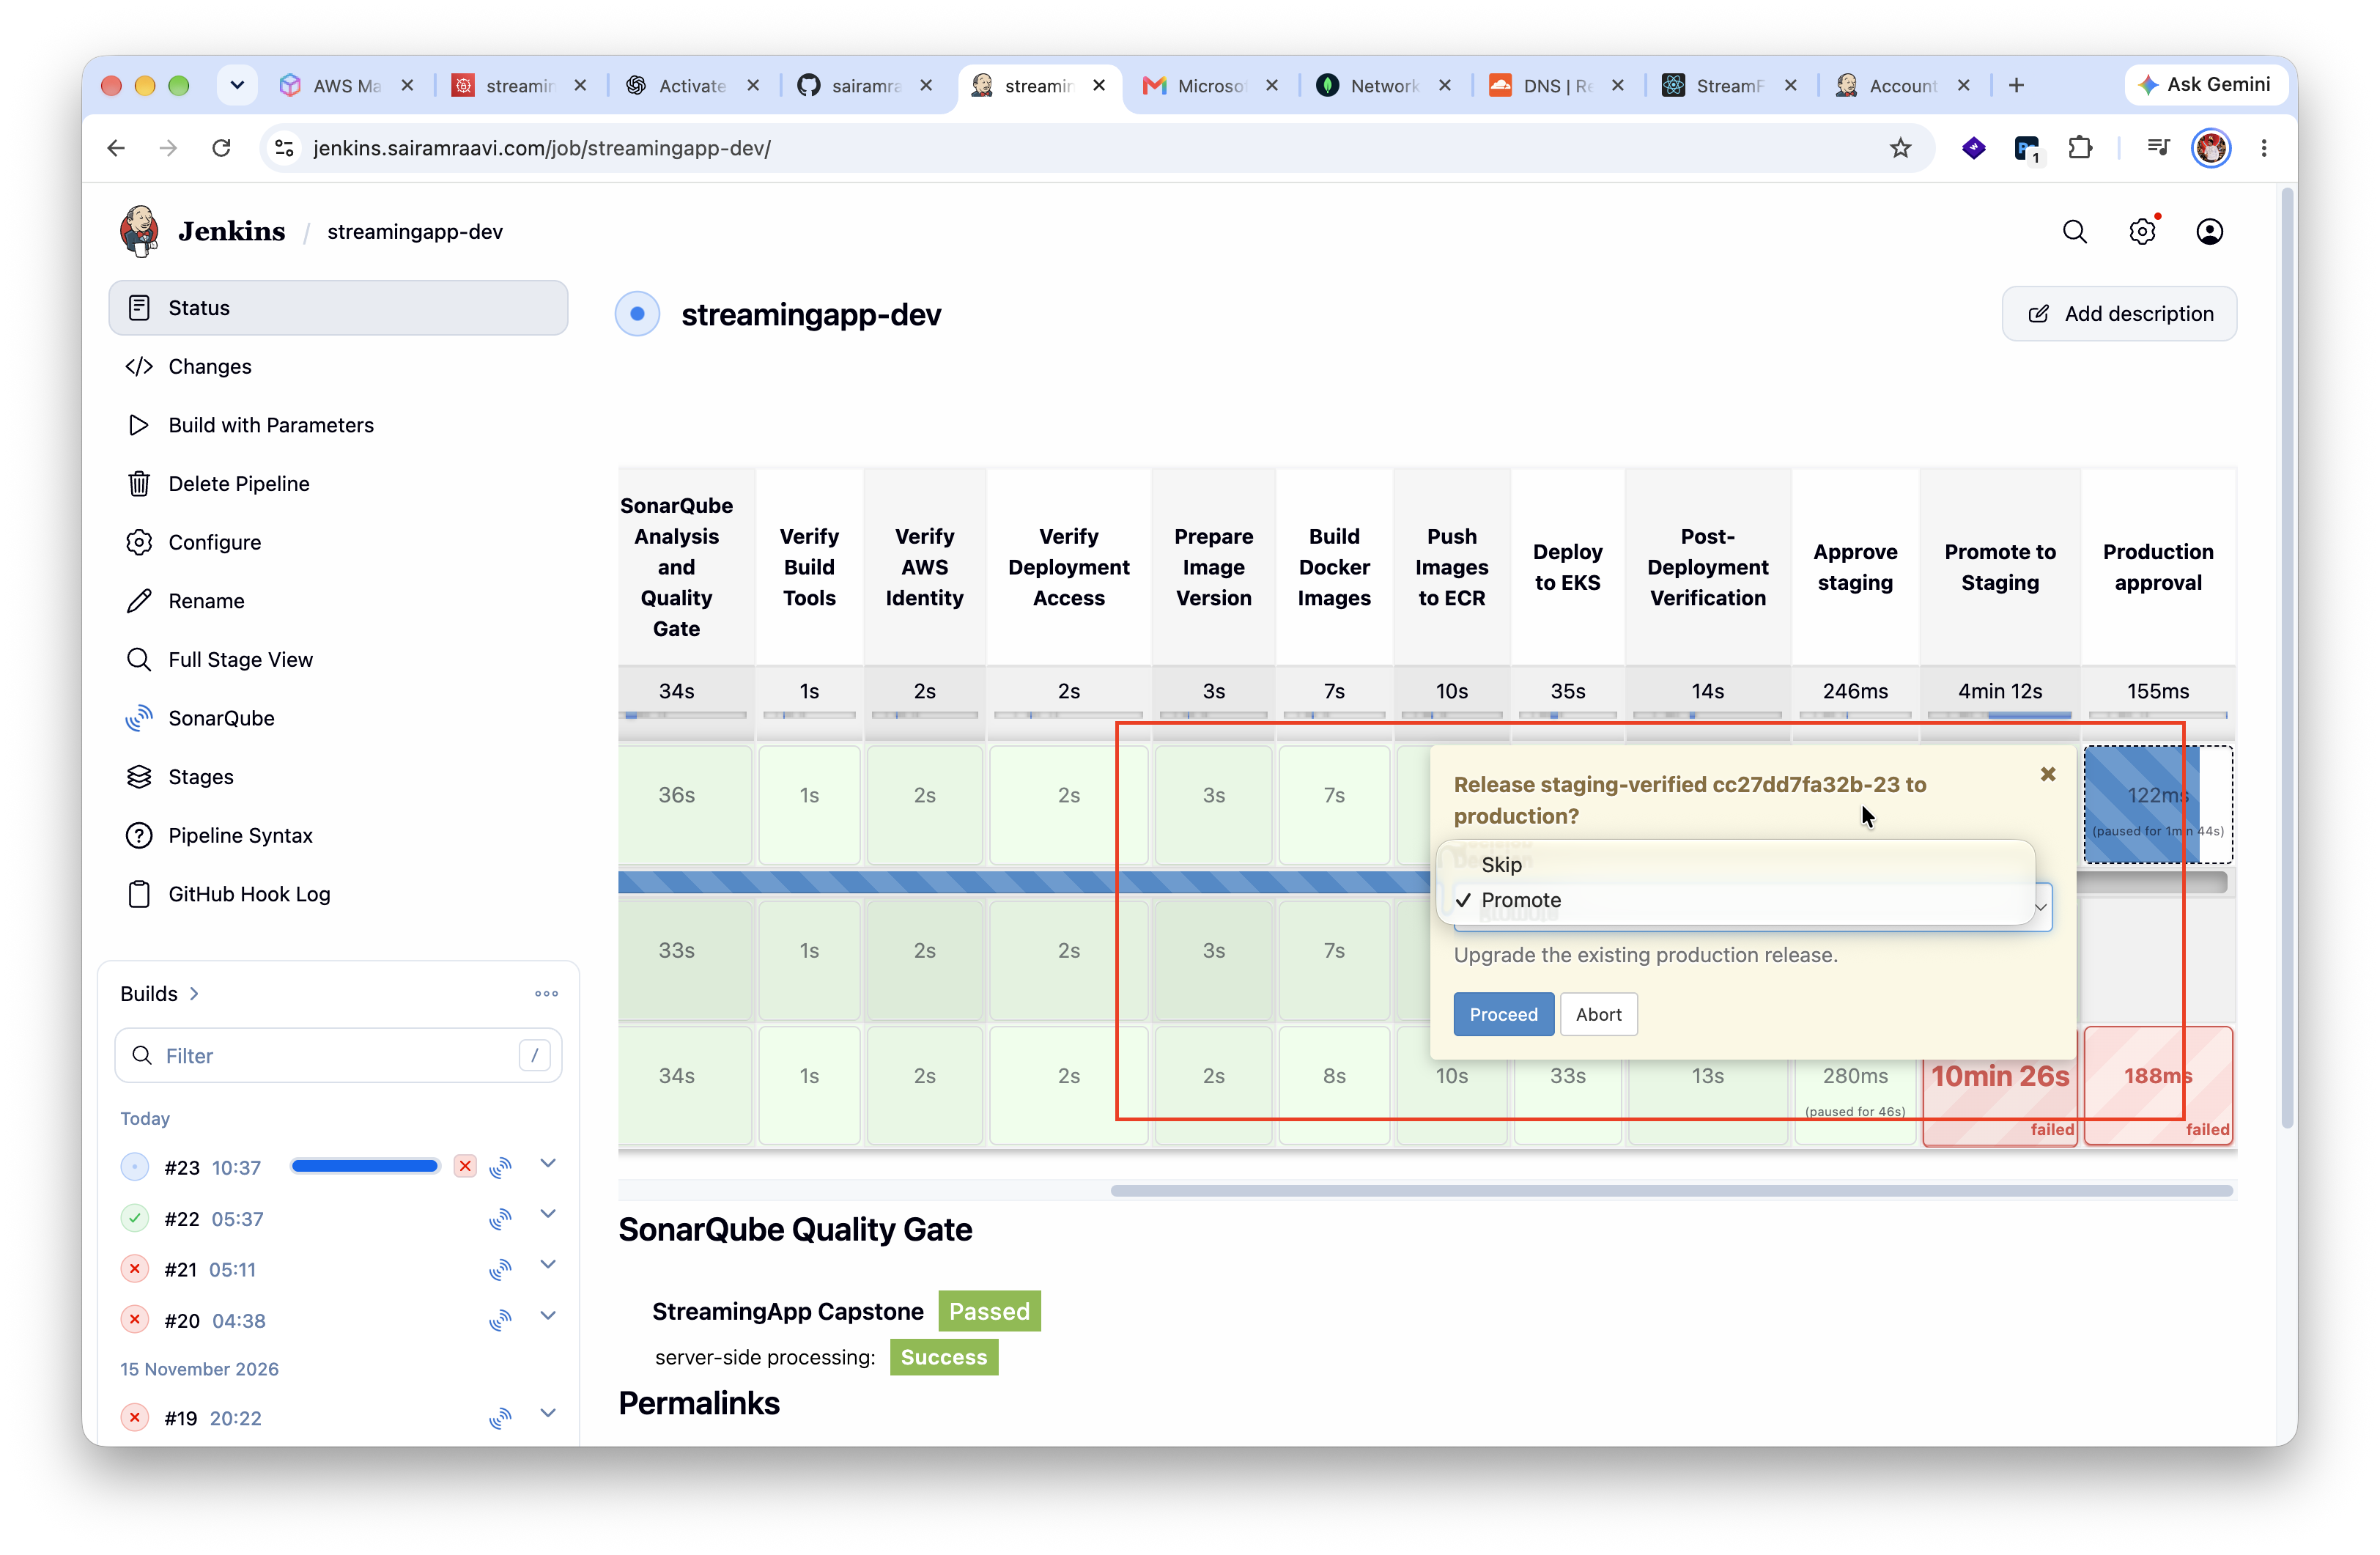 AWS Ma
streamin
Activate
sairamra
streamin
Microsof
Network
DNS | Re
StreamF
Account
Ask Gemini
jenkins.sairamraavi.com/job/streamingapp-dev/
1
Jenkins / streamingapp-dev
Status
Changes
Build with Parameters
Delete Pipeline
Configure
Rename
Full Stage View
SonarQube
Stages
Pipeline Syntax
GitHub Hook Log
Builds
Filter /
Today
#23 10:37
#22 05:37
#21 05:11
#20 04:38
15 November 2026
#19 20:22
streamingapp-dev
Add description
SonarQube
Analysis
and
Quality
Gate
Verify
Build
Tools
Verify
AWS
Identity
Verify
Deployment
Access
Prepare
Image
Version
Build
Docker
Images
Push
Images
to ECR
Deploy
to EKS
Post-
Deployment
Verification
Approve
staging
Promote to
Staging
Production
approval
34s 1s 2s 2s 3s 7s 10s 35s 14s 246ms 4min 12s 155ms
36s 1s 2s 2s 3s 7s 122ms
(paused for 1min 44s)
Release staging-verified cc27dd7fa32b-23 to
production?
Skip
Promote
Upgrade the existing production release.
Proceed Abort
33s 1s 2s 2s 3s 7s
34s 1s 2s 2s 2s 8s 10s 33s 13s 280ms 10min 26s 188ms
(paused for 46s)
failed failed
SonarQube Quality Gate
StreamingApp Capstone Passed
server-side processing: Success
Permalinks